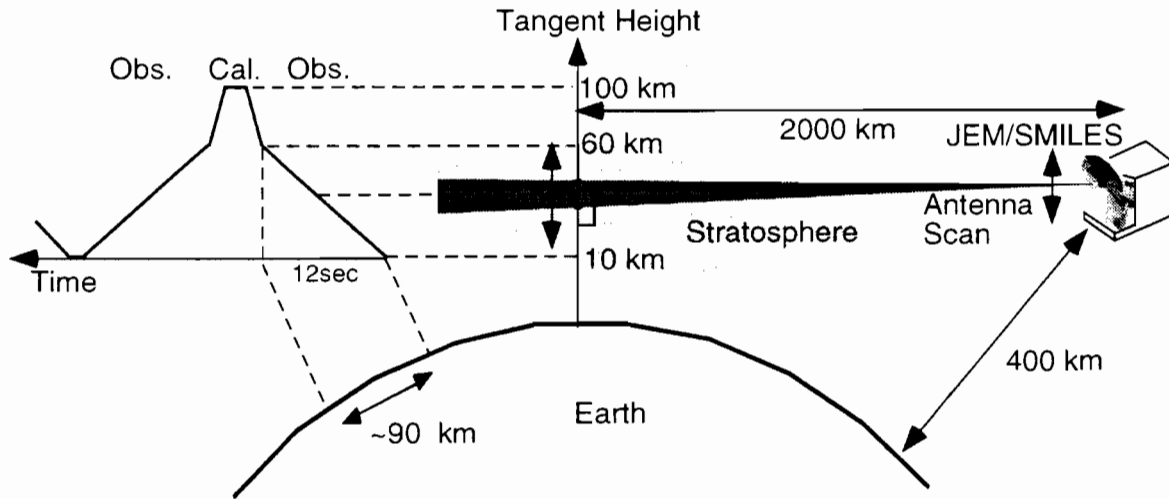 Tangent Height
Obs. Cal. Obs.
100 km
2000 km
JEM/SMILES
60 km
Antenna
Scan
Stratosphere
10 km
Time
12sec
400 km
Earth
~90 km